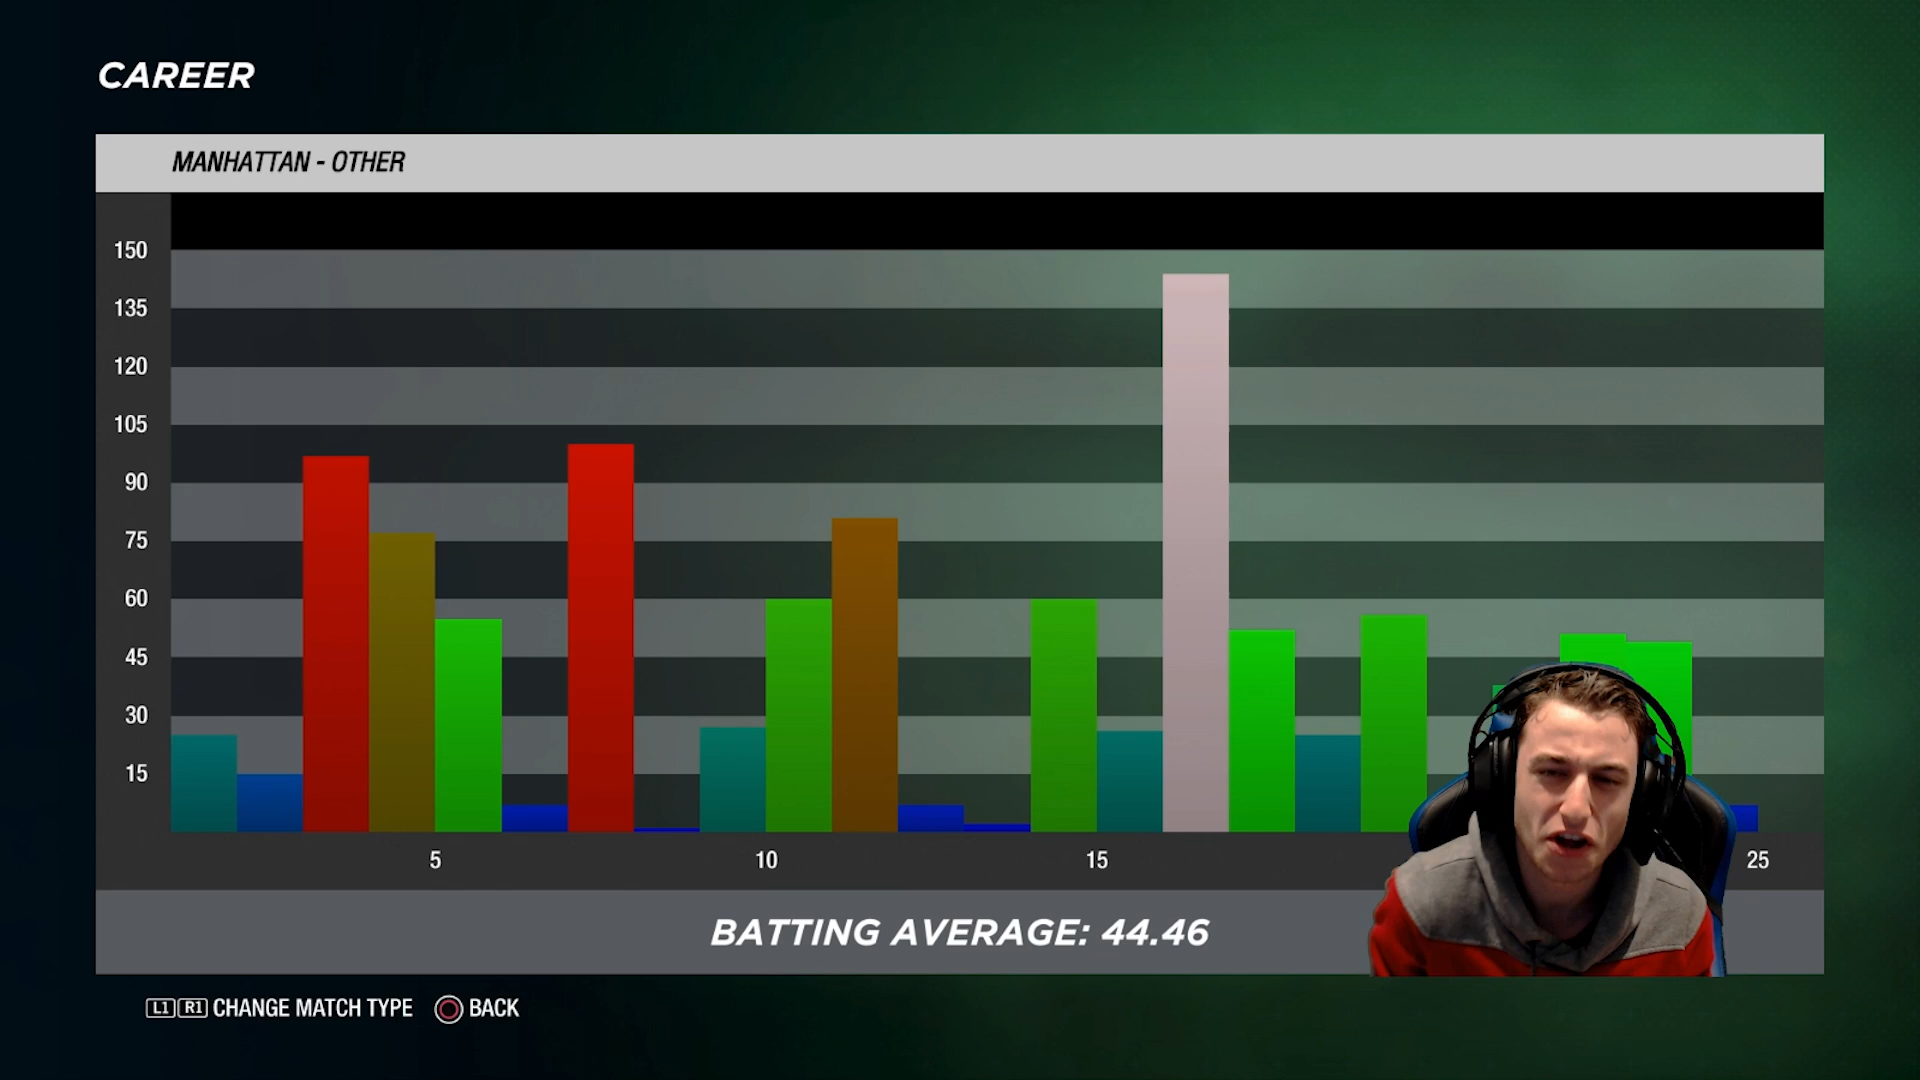 CAREER
MANHATTAN - OTHER
150
135
120
105
90
75
60
45
30
15
5 10 15 25
BATTING AVERAGE: 44.46
L1 R1 CHANGE MATCH TYPE BACK